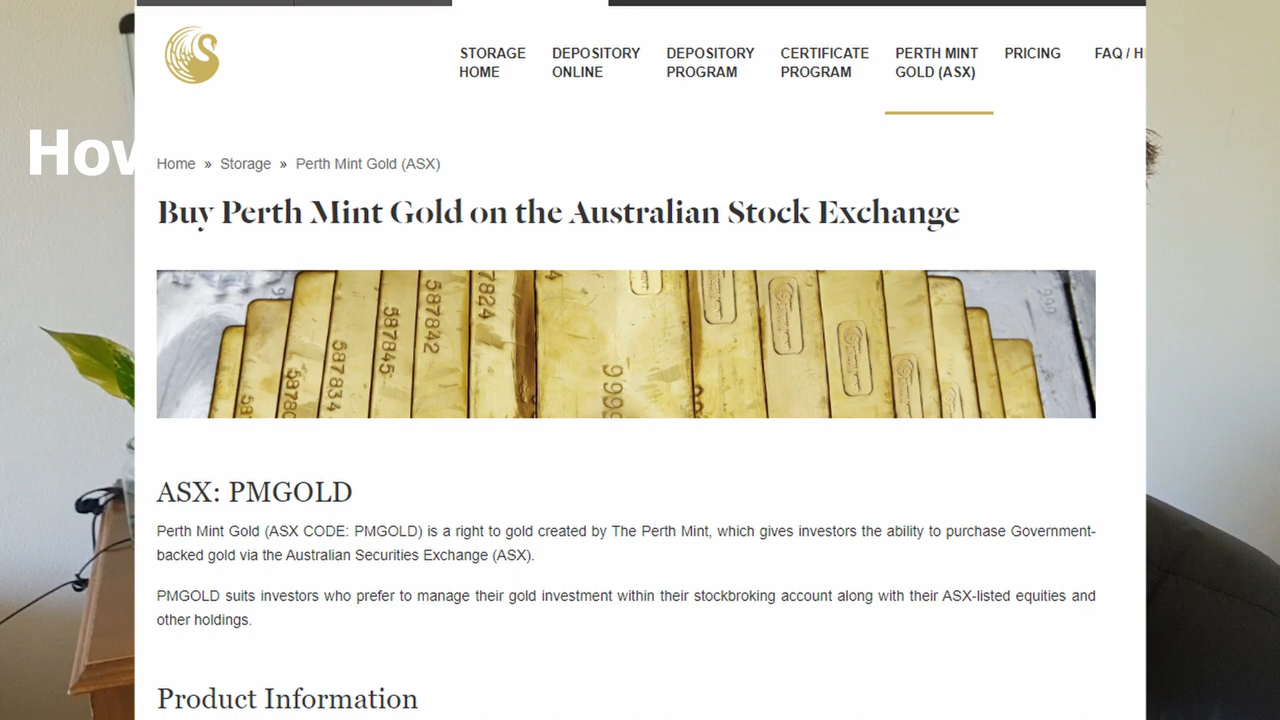 STORAGE HOME
DEPOSITORY ONLINE
DEPOSITORY PROGRAM
CERTIFICATE PROGRAM
PERTH MINT GOLD (ASX)
PRICING
FAQ / H
How
Home » Storage » Perth Mint Gold (ASX)
Buy Perth Mint Gold on the Australian Stock Exchange
587834
587845
587842
7824
9999
ASX: PMGOLD
Perth Mint Gold (ASX CODE: PMGOLD) is a right to gold created by The Perth Mint, which gives investors the ability to purchase Government-
backed gold via the Australian Securities Exchange (ASX).
PMGOLD suits investors who prefer to manage their gold investment within their stockbroking account along with their ASX-listed equities and
other holdings.
Product Information